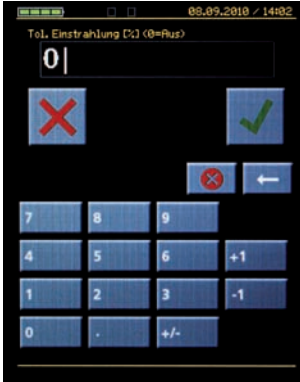 08.09.2010 / 14:02
Tol. Einstrahlung [%] (0=Aus)
0
7 8 9
4 5 6 +1
1 2 3 -1
0 . +/-